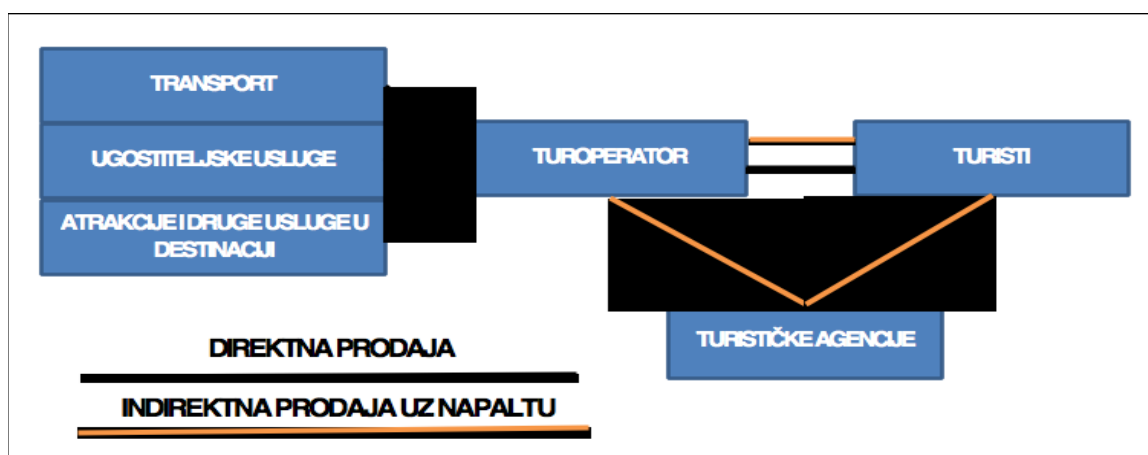 TRANSPORT
UGOSTITELJSKE USLUGE
ATRAKCIJE I DRUGE USLUGE U
DESTINACIJI
TUROPERATOR
TURISTI
TURISTIČKE AGENCIJE
DIREKTNA PRODAJA
INDIREKTNA PRODAJA UZ NAPALTU